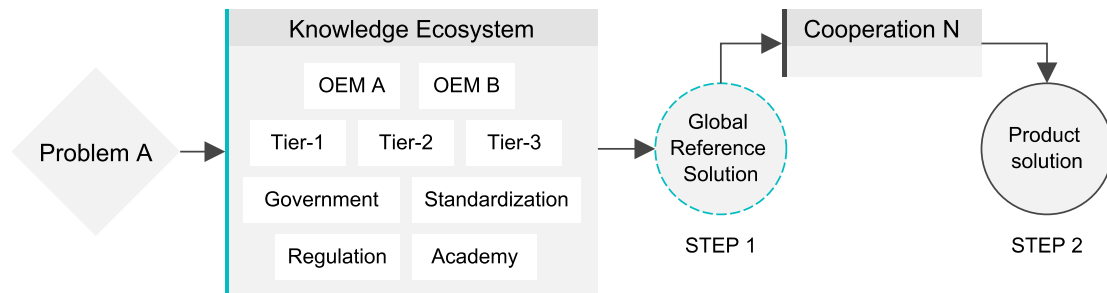 Problem A
Knowledge Ecosystem
OEM A
OEM B
Tier-1
Tier-2
Tier-3
Government
Standardization
Regulation
Academy
Global
Reference
Solution
STEP 1
Cooperation N
Product
solution
STEP 2